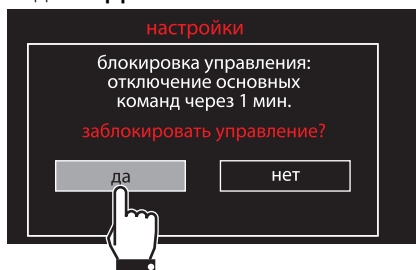 настройки
блокировка управления:
отключение основных
команд через 1 мин.
заблокировать управление?
да
нет